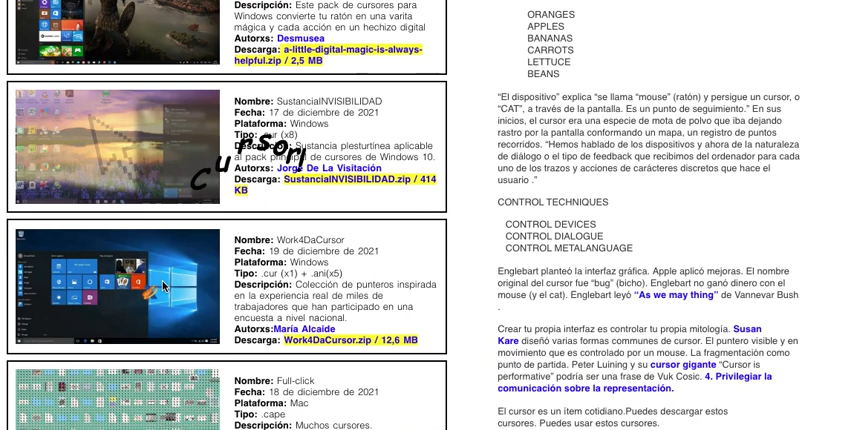 Descripción: Este pack de cursores para
Windows convierte tu ratón en una varita
mágica y cada acción en un hechizo digital
Autorxs: Desmusea
Descarga: a-little-digital-magic-is-always-
helpful.zip / 2,5 MB
Nombre: SustanciaINVISIBILIDAD
Fecha: 17 de diciembre de 2021
Plataforma: Windows
Tipo: .cur (x8)
Descripción: Sustancia plesturtínea aplicable
al pack principal de cursores de Windows 10.
Autorxs: Jorge De La Visitación
Descarga: SustanciaINVISIBILIDAD.zip / 414
KB
Nombre: Work4DaCursor
Fecha: 19 de diciembre de 2021
Plataforma: Windows
Tipo: .cur (x1) + .ani(x5)
Descripción: Colección de punteros inspirada
en la experiencia real de miles de
trabajadores que han participado en una
encuesta a nivel nacional.
Autorxs:María Alcaide
Descarga: Work4DaCursor.zip / 12,6 MB
Nombre: Full-click
Fecha: 18 de diciembre de 2021
Plataforma: Mac
Tipo: .cape
Descripción: Muchos cursores.
ORANGES
APPLES
BANANAS
CARROTS
LETTUCE
BEANS
“El dispositivo” explica “se llama “mouse” (ratón) y persigue un cursor, o
“CAT”, a través de la pantalla. Es un punto de seguimiento.” En sus
inicios, el cursor era una especie de mota de polvo que iba dejando
rastro por la pantalla conformando un mapa, un registro de puntos
recorridos. “Hemos hablado de los dispositivos y ahora de la naturaleza
de diálogo o el tipo de feedback que recibimos del ordenador para cada
uno de los trazos y acciones de carácteres discretos que hace el
usuario .”
CONTROL TECHNIQUES
CONTROL DEVICES
CONTROL DIALOGUE
CONTROL METALANGUAGE
Englebart planteó la interfaz gráfica. Apple aplicó mejoras. El nombre
original del cursor fue “bug” (bicho). Englebart no ganó dinero con el
mouse (y el cat). Englebart leyó “As we may thing” de Vannevar Bush
.
Crear tu propia interfaz es controlar tu propia mitología. Susan
Kare diseñó varias formas communes de cursor. El puntero visible y en
movimiento que es controlado por un mouse. La fragmentación como
punto de partida. Peter Luining y su cursor gigante “Cursor is
performative” podría ser una frase de Vuk Cosic. 4. Privilegiar la
comunicación sobre la representación.
El cursor es un ítem cotidiano.Puedes descargar estos
cursores. Puedes usar estos cursores.